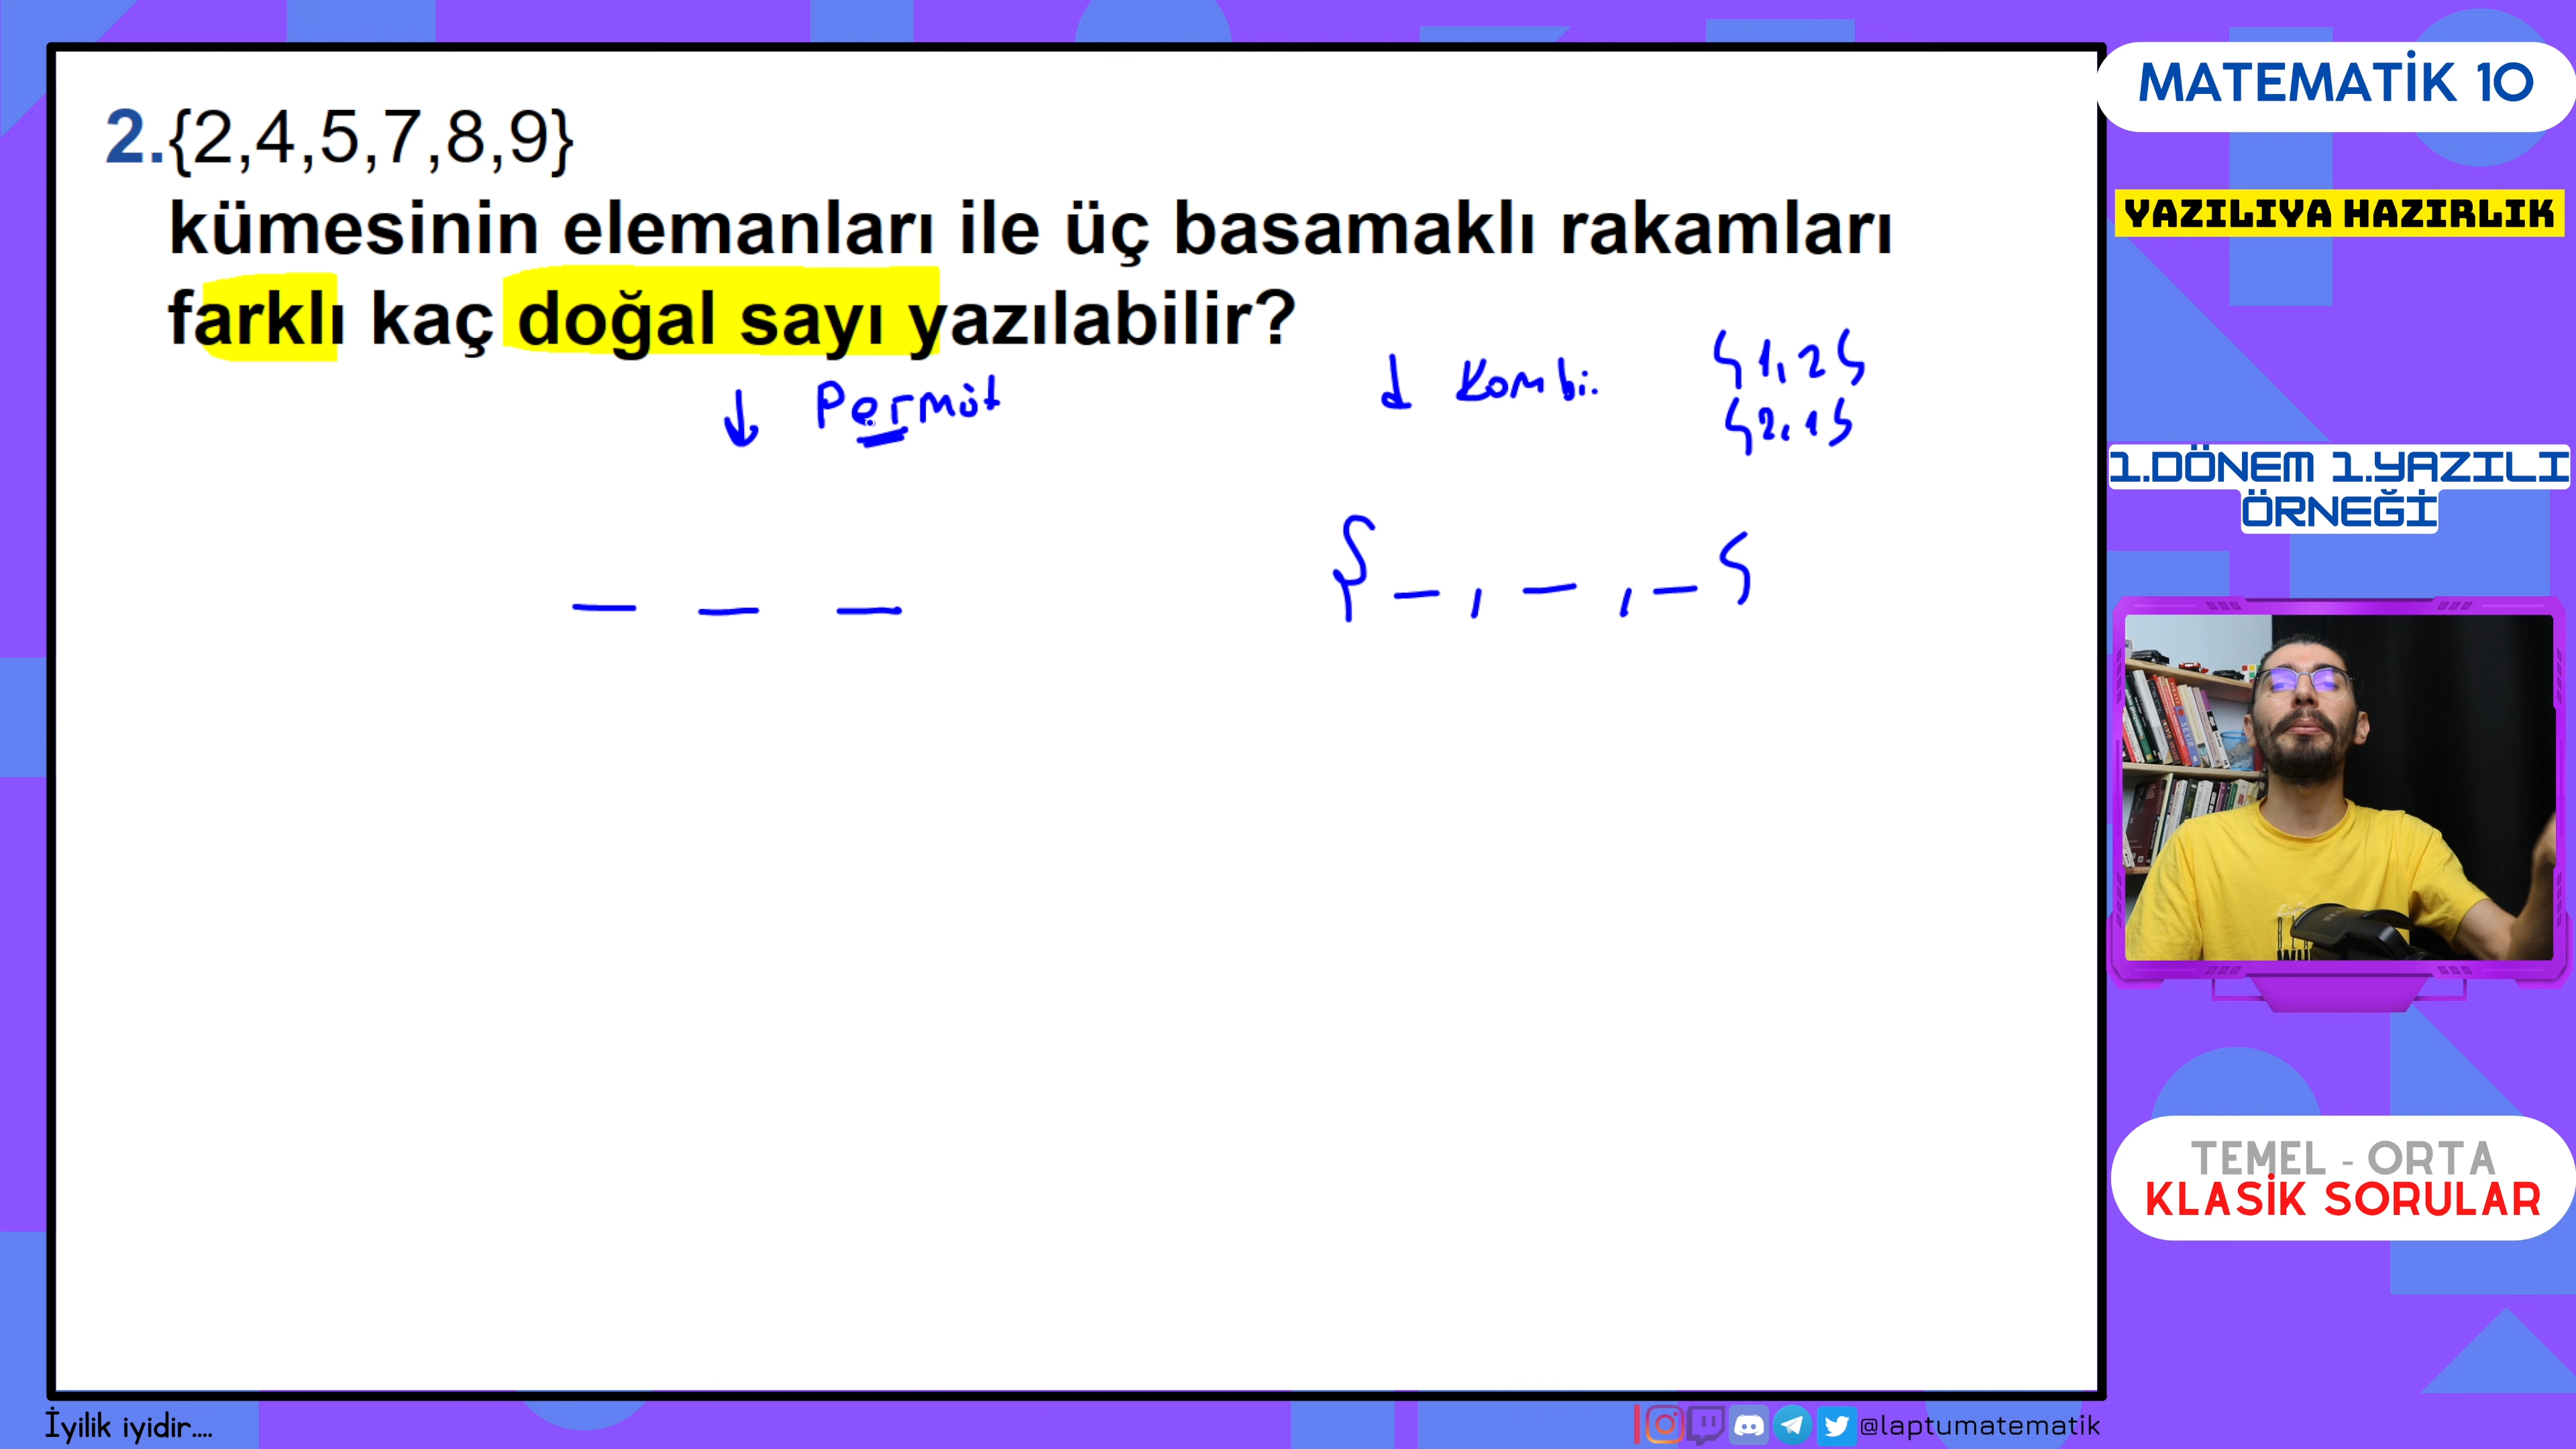 2.{2,4,5,7,8,9}
kümesinin elemanları ile üç basamaklı rakamları
farklı kaç doğal sayı yazılabilir?
↓ Permüt
↓ Kombi.
{1,2}
{2,1}
_ _ _
{_,_,_}
MATEMATİK 10
YAZILIYA HAZIRLIK
1.DÖNEM 1.YAZILI
ÖRNEĞİ
TEMEL - ORTA
KLASİK SORULAR
İyilik iyidir....
@laptumatematik